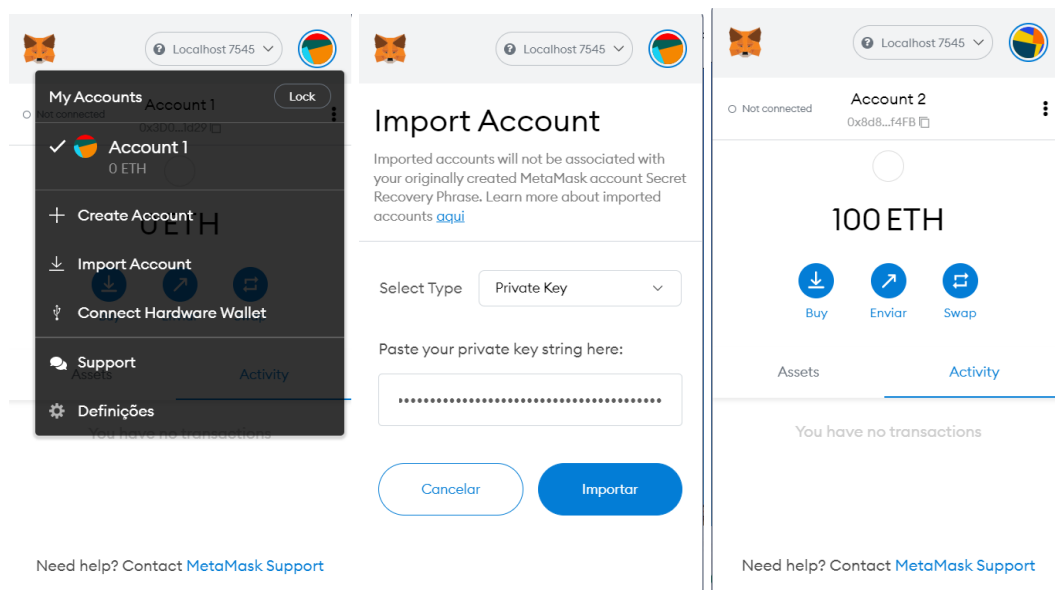 Localhost 7545
My Accounts
Lock
Account 1
Not connected
0x3D0...1d29
Account 1
0 ETH
Create Account
0 ETH
Import Account
Connect Hardware Wallet
Support
Assets
Activity
Definições
You have no transactions
Need help? Contact MetaMask Support
Localhost 7545
Import Account
Imported accounts will not be associated with
your originally created MetaMask account Secret
Recovery Phrase. Learn more about imported
accounts aqui
Select Type
Private Key
Paste your private key string here:
Cancelar
Importar
Localhost 7545
Not connected
Account 2
0x8d8...f4FB
100 ETH
Buy
Enviar
Swap
Assets
Activity
You have no transactions
Need help? Contact MetaMask Support